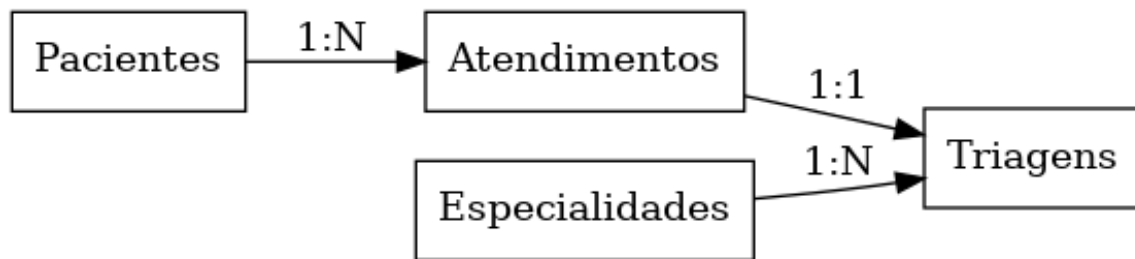 Pacientes
1:N
Atendimentos
1:1
Triagens
Especialidades
1:N